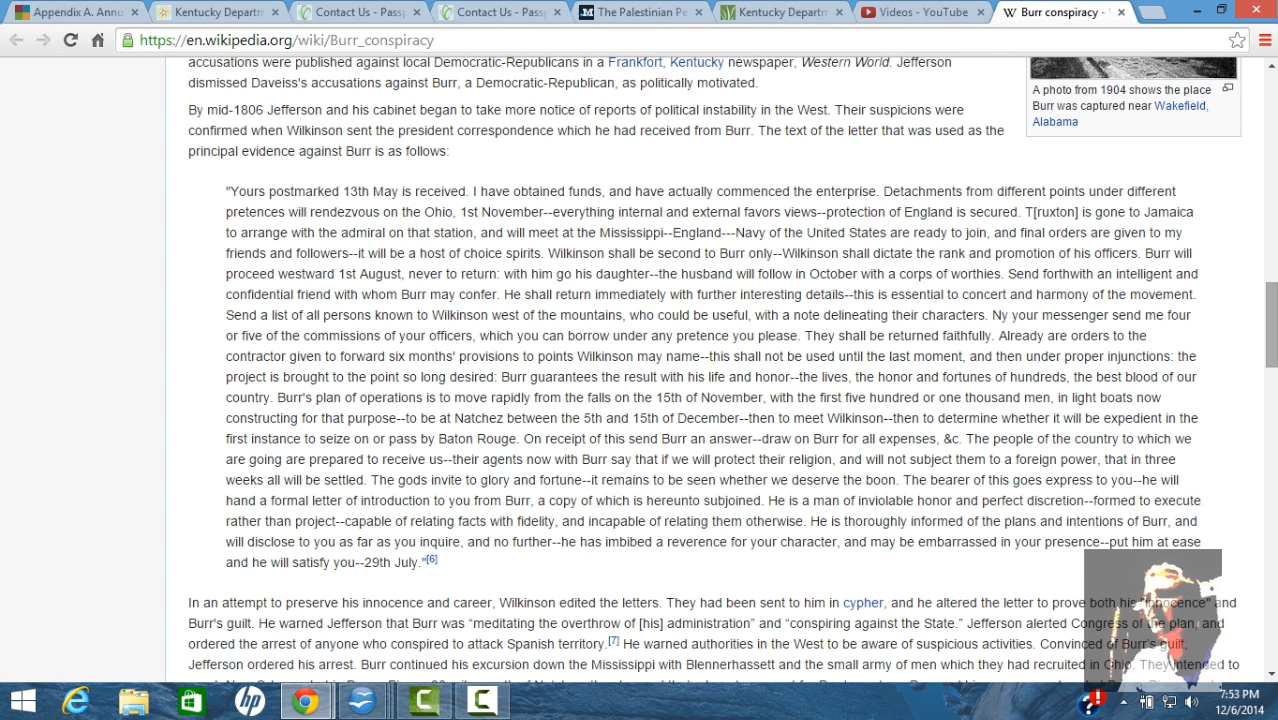 Appendix A. Annu
Kentucky Departm
Contact Us - Passp
Contact Us - Passp
The Palestinian Pe
Kentucky Departm
Videos - YouTube
Burr conspiracy -
https://en.wikipedia.org/wiki/Burr_conspiracy
accusations were published against local Democratic-Republicans in a Frankfort, Kentucky newspaper, Western World. Jefferson
dismissed Daveiss's accusations against Burr, a Democratic-Republican, as politically motivated.
A photo from 1904 shows the place
Burr was captured near Wakefield,
Alabama
By mid-1806 Jefferson and his cabinet began to take more notice of reports of political instability in the West. Their suspicions were
confirmed when Wilkinson sent the president correspondence which he had received from Burr. The text of the letter that was used as the
principal evidence against Burr is as follows:
"Yours postmarked 13th May is received. I have obtained funds, and have actually commenced the enterprise. Detachments from different points under different
pretences will rendezvous on the Ohio, 1st November--everything internal and external favors views--protection of England is secured. T[ruxton] is gone to Jamaica
to arrange with the admiral on that station, and will meet at the Mississippi--England---Navy of the United States are ready to join, and final orders are given to my
friends and followers--it will be a host of choice spirits. Wilkinson shall be second to Burr only--Wilkinson shall dictate the rank and promotion of his officers. Burr will
proceed westward 1st August, never to return: with him go his daughter--the husband will follow in October with a corps of worthies. Send forthwith an intelligent and
confidential friend with whom Burr may confer. He shall return immediately with further interesting details--this is essential to concert and harmony of the movement.
Send a list of all persons known to Wilkinson west of the mountains, who could be useful, with a note delineating their characters. Ny your messenger send me four
or five of the commissions of your officers, which you can borrow under any pretence you please. They shall be returned faithfully. Already are orders to the
contractor given to forward six months' provisions to points Wilkinson may name--this shall not be used until the last moment, and then under proper injunctions: the
project is brought to the point so long desired: Burr guarantees the result with his life and honor--the lives, the honor and fortunes of hundreds, the best blood of our
country. Burr's plan of operations is to move rapidly from the falls on the 15th of November, with the first five hundred or one thousand men, in light boats now
constructing for that purpose--to be at Natchez between the 5th and 15th of December--then to meet Wilkinson--then to determine whether it will be expedient in the
first instance to seize on or pass by Baton Rouge. On receipt of this send Burr an answer--draw on Burr for all expenses, &c. The people of the country to which we
are going are prepared to receive us--their agents now with Burr say that if we will protect their religion, and will not subject them to a foreign power, that in three
weeks all will be settled. The gods invite to glory and fortune--it remains to be seen whether we deserve the boon. The bearer of this goes express to you--he will
hand a formal letter of introduction to you from Burr, a copy of which is hereunto subjoined. He is a man of inviolable honor and perfect discretion--formed to execute
rather than project--capable of relating facts with fidelity, and incapable of relating them otherwise. He is thoroughly informed of the plans and intentions of Burr, and
will disclose to you as far as you inquire, and no further--he has imbibed a reverence for your character, and may be embarrassed in your presence--put him at ease
and he will satisfy you--29th July."[6]
In an attempt to preserve his innocence and career, Wilkinson edited the letters. They had been sent to him in cypher, and he altered the letter to prove both his "innocence" and
Burr's guilt. He warned Jefferson that Burr was “meditating the overthrow of [his] administration” and “conspiring against the State.” Jefferson alerted Congress of the plan, and
ordered the arrest of anyone who conspired to attack Spanish territory.[7] He warned authorities in the West to be aware of suspicious activities. Convinced of Burr's guilt,
Jefferson ordered his arrest. Burr continued his excursion down the Mississippi with Blennerhassett and the small army of men which they had recruited in Ohio. They intended to
7:53 PM
12/6/2014